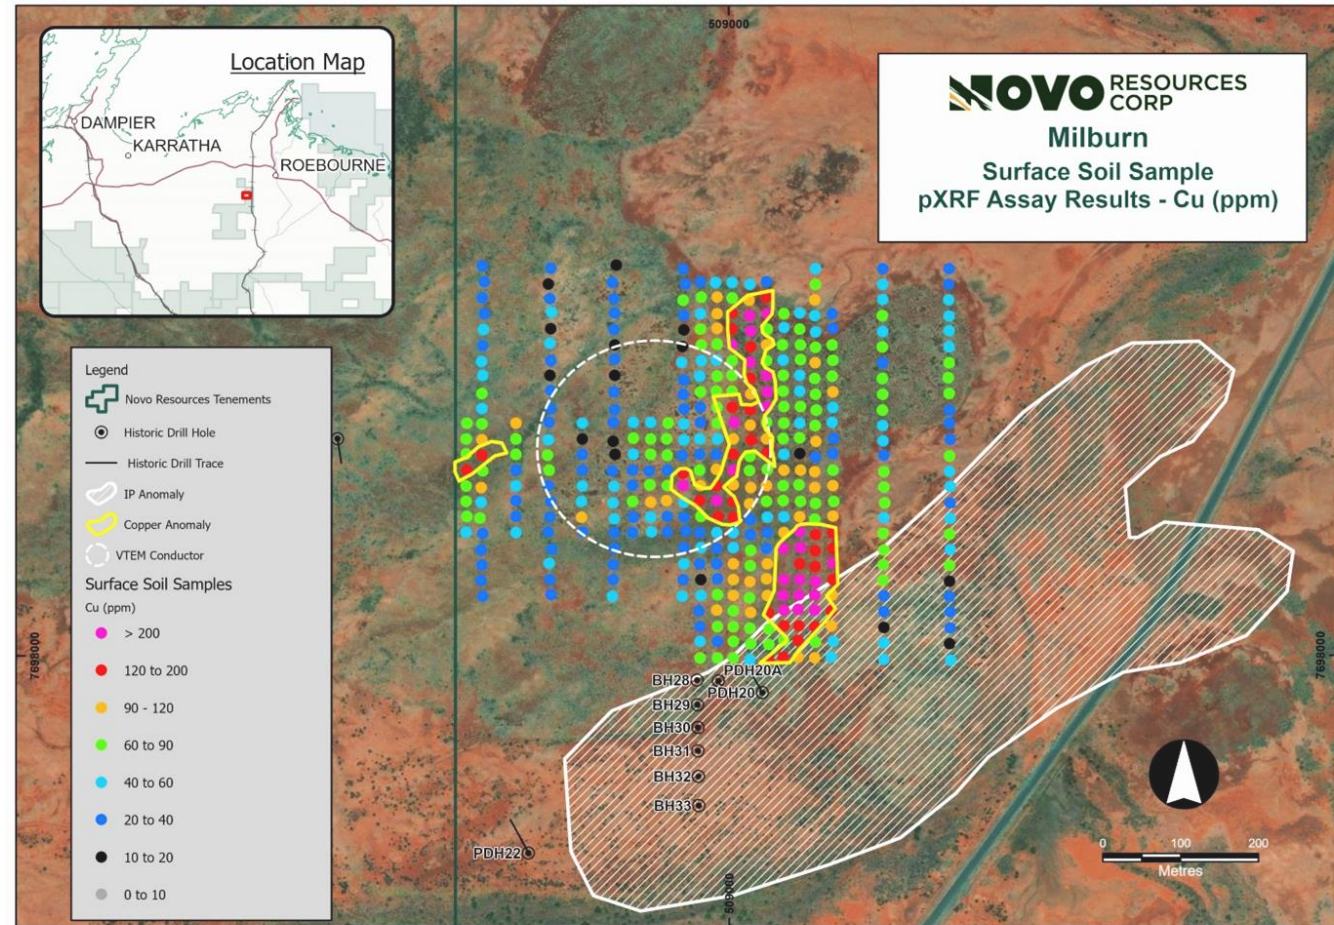 509000
Location Map
DAMPIER
KARRATHA
ROEBOURNE
NOVO RESOURCES CORP
Milburn
Surface Soil Sample
pXRF Assay Results - Cu (ppm)
Legend
Novo Resources Tenements
Historic Drill Hole
Historic Drill Trace
IP Anomaly
Copper Anomaly
VTEM Conductor
Surface Soil Samples
Cu (ppm)
> 200
120 to 200
90 - 120
60 to 90
40 to 60
20 to 40
10 to 20
0 to 10
7698000
7698000
PDH20A
BH28
PDH20
BH29
BH30
BH31
BH32
BH33
PDH22
0 100 200
Metres
509000